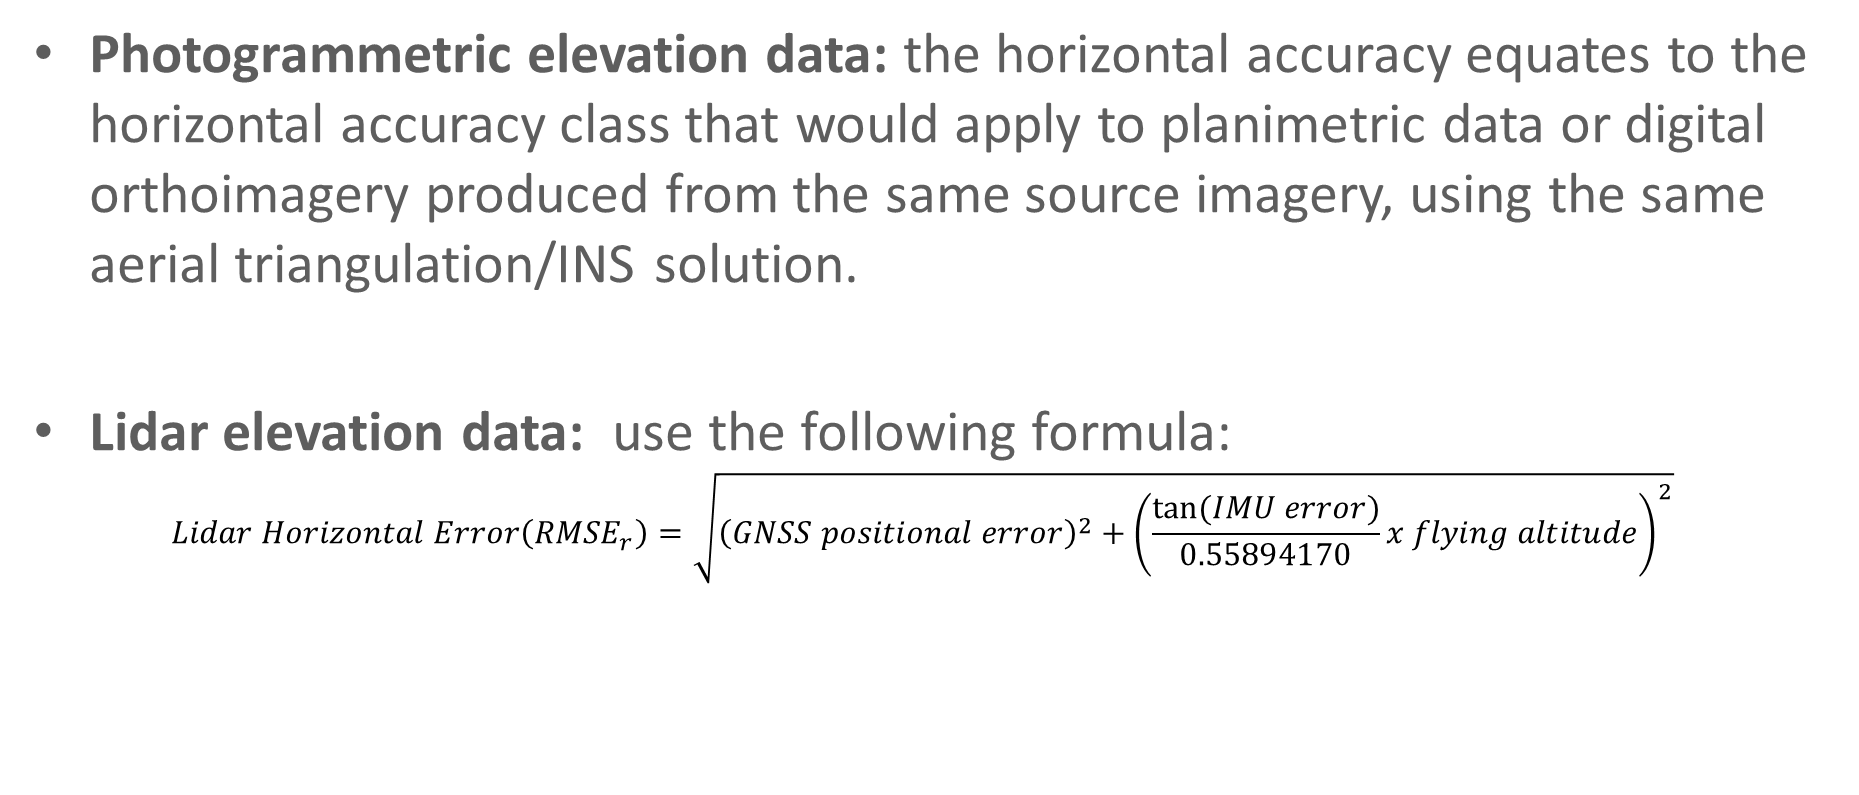 • Photogrammetric elevation data: the horizontal accuracy equates to the
horizontal accuracy class that would apply to planimetric data or digital
orthoimagery produced from the same source imagery, using the same
aerial triangulation/INS solution.
• Lidar elevation data: use the following formula:
Lidar Horizontal Error(RMSEᵣ) = √((GNSS positional error)² + (tan(IMU error)/0.55894170 x flying altitude)²)